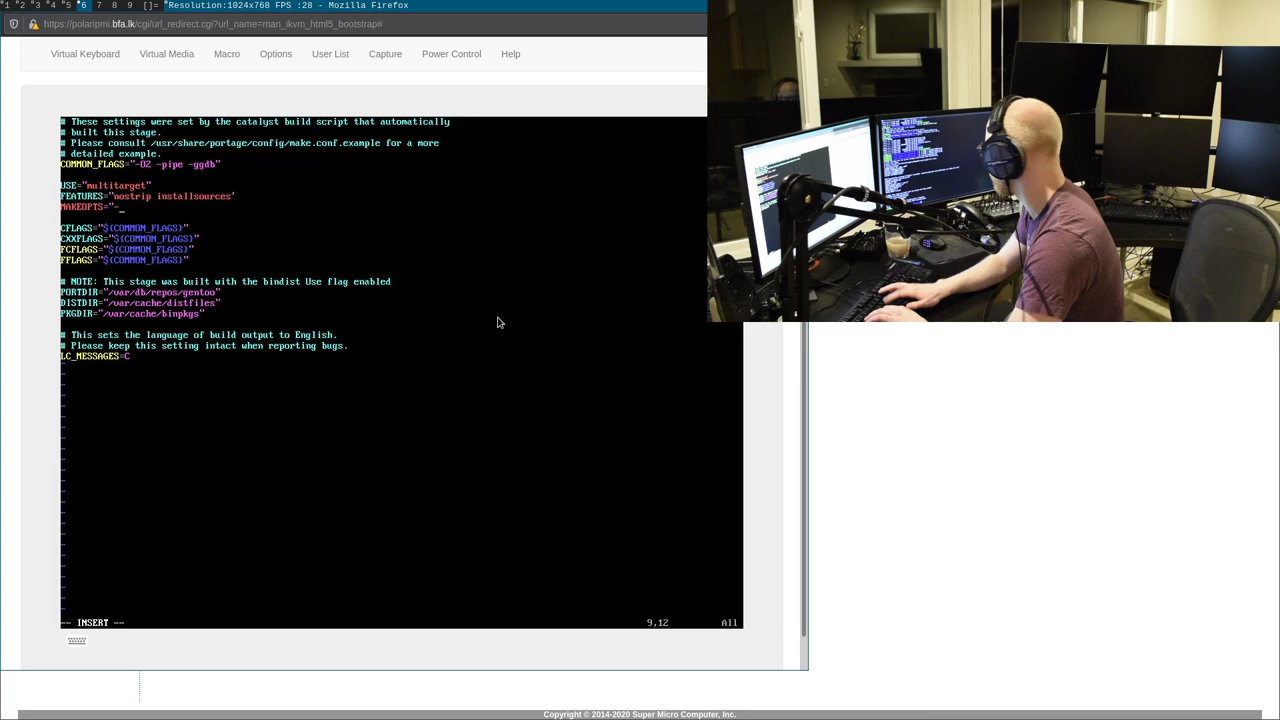 *1 *2 *3 *4 *5 *6 7 8 9 []= *Resolution:1024x768 FPS :28 - Mozilla Firefox
https://polaripmi.bfa.lk/cgi/url_redirect.cgi?url_name=man_ikvm_html5_bootstrap#
Virtual Keyboard Virtual Media Macro Options User List Capture Power Control Help
# These settings were set by the catalyst build script that automatically
# built this stage.
# Please consult /usr/share/portage/config/make.conf.example for a more
# detailed example.
COMMON_FLAGS="-O2 -pipe -ggdb"
USE="multitarget"
FEATURES="nostrip installsources'
MAKEOPTS="-_
CFLAGS="${COMMON_FLAGS}"
CXXFLAGS="${COMMON_FLAGS}"
FCFLAGS="${COMMON_FLAGS}"
FFLAGS="${COMMON_FLAGS}"
# NOTE: This stage was built with the bindist Use flag enabled
PORTDIR="/var/db/repos/gentoo"
DISTDIR="/var/cache/distfiles"
PKGDIR="/var/cache/binpkgs"
# This sets the language of build output to English.
# Please keep this setting intact when reporting bugs.
LC_MESSAGES=C
-- INSERT -- 9,12 All
Copyright © 2014-2020 Super Micro Computer, Inc.